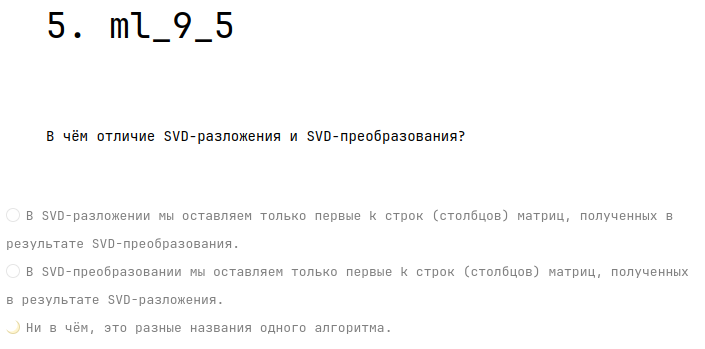 5. ml_9_5
В чём отличие SVD-разложения и SVD-преобразования?
В SVD-разложении мы оставляем только первые k строк (столбцов) матриц, полученных в
результате SVD-преобразования.
В SVD-преобразовании мы оставляем только первые k строк (столбцов) матриц, полученных
в результате SVD-разложения.
Ни в чём, это разные названия одного алгоритма.